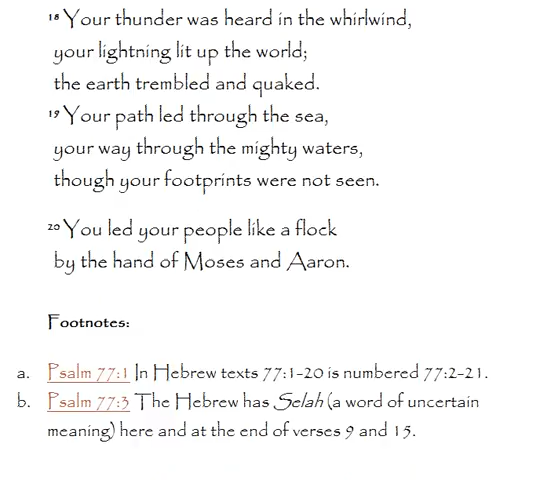 18 Your thunder was heard in the whirlwind,
your lightning lit up the world;
the earth trembled and quaked.
19 Your path led through the sea,
your way through the mighty waters,
though your footprints were not seen.
20 You led your people like a flock
by the hand of Moses and Aaron.
Footnotes:
a. Psalm 77:1 In Hebrew texts 77:1-20 is numbered 77:2-21.
b. Psalm 77:3 The Hebrew has Selah (a word of uncertain
meaning) here and at the end of verses 9 and 15.